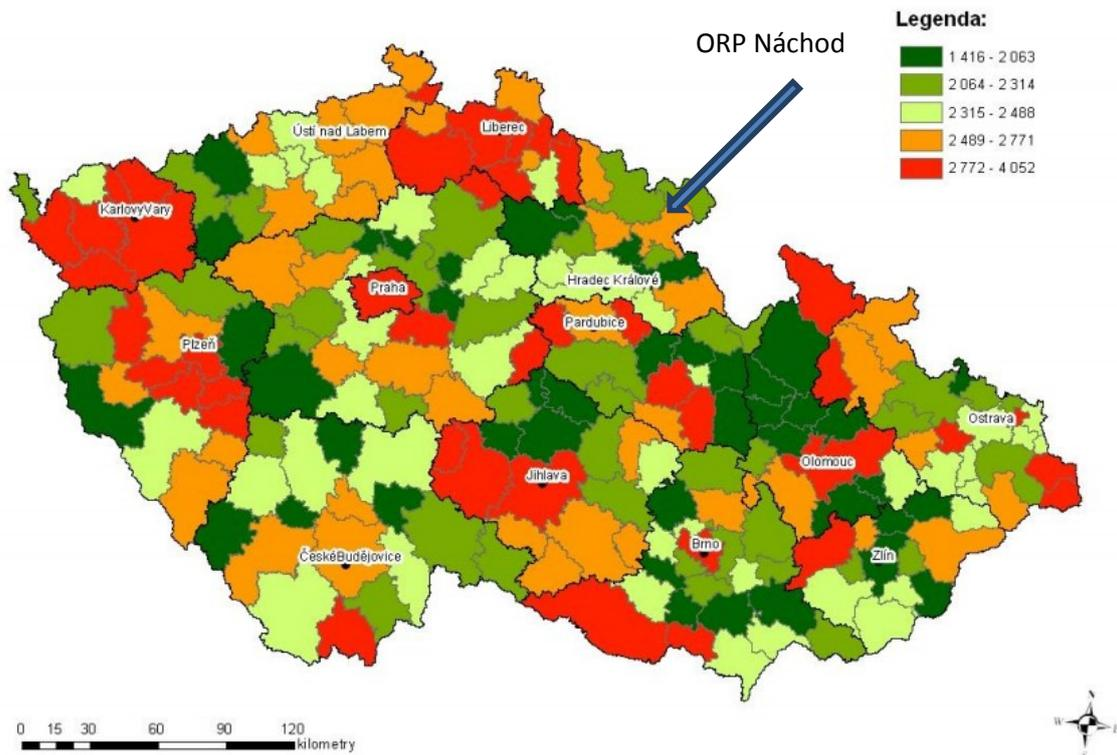 ORP Náchod
Legenda:
1 416 - 2 063
2 064 - 2 314
2 315 - 2 488
2 489 - 2 771
2 772 - 4 052
Ústí nad Labem
Liberec
KarlovyVary
Hradec Králové
Praha
Pardubice
Plzeň
Ostrava
Olomouc
Jihlava
Brno
Zlín
ČeskéBudějovice
0 15 30 60 90 120
kilometry
N
W